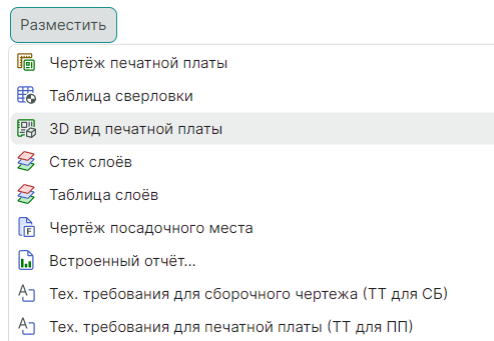 Разместить
Чертёж печатной платы
Таблица сверловки
3D вид печатной платы
Стек слоёв
Таблица слоёв
Чертёж посадочного места
Встроенный отчёт...
Тех. требования для сборочного чертежа (ТТ для СБ)
Тех. требования для печатной платы (ТТ для ПП)